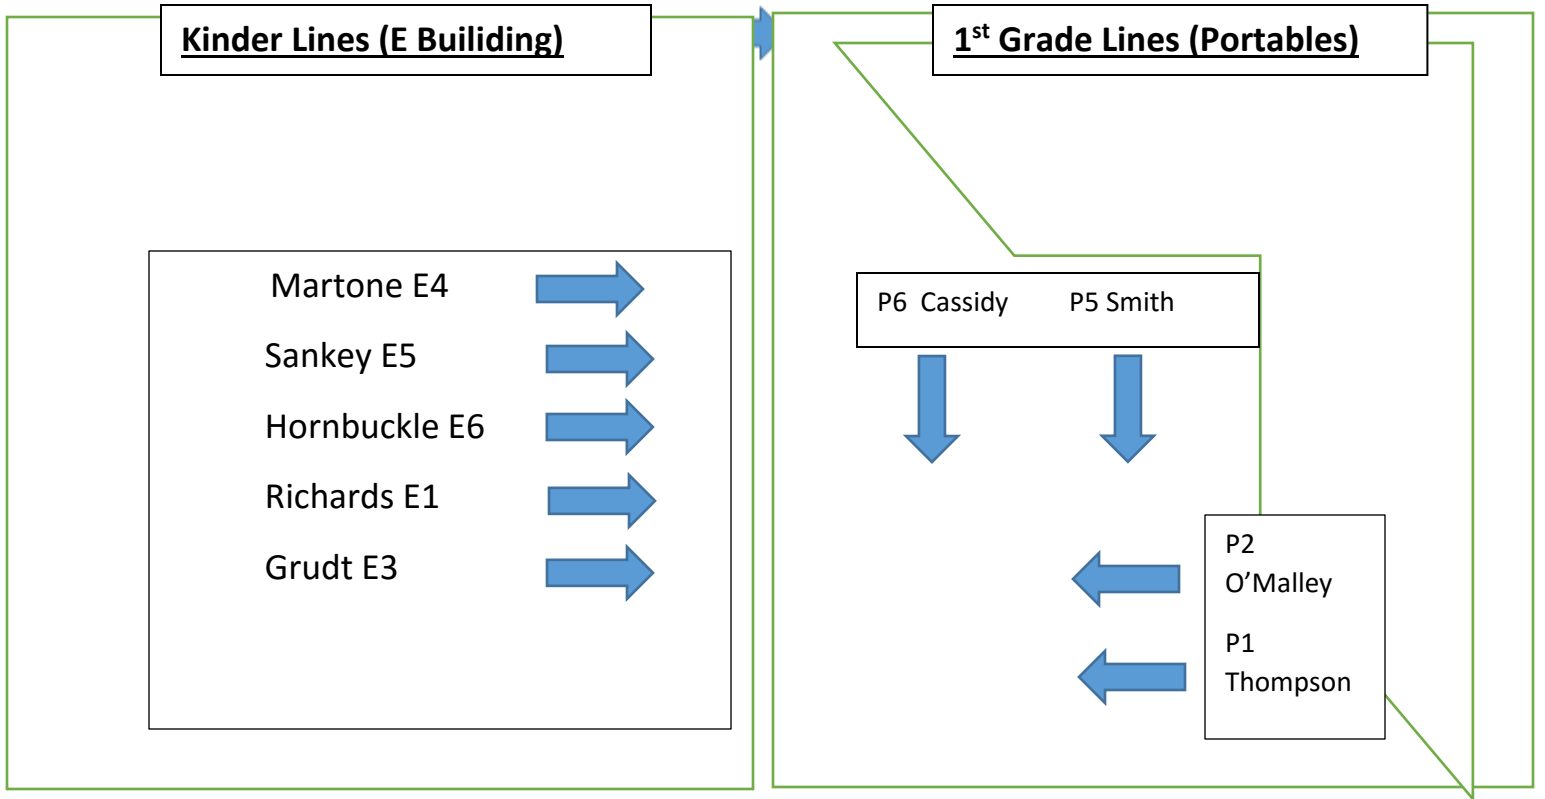 Kinder Lines (E Builiding)
Martone E4
Sankey E5
Hornbuckle E6
Richards E1
Grudt E3
1st Grade Lines (Portables)
P6 Cassidy P5 Smith
P2
O’Malley
P1
Thompson